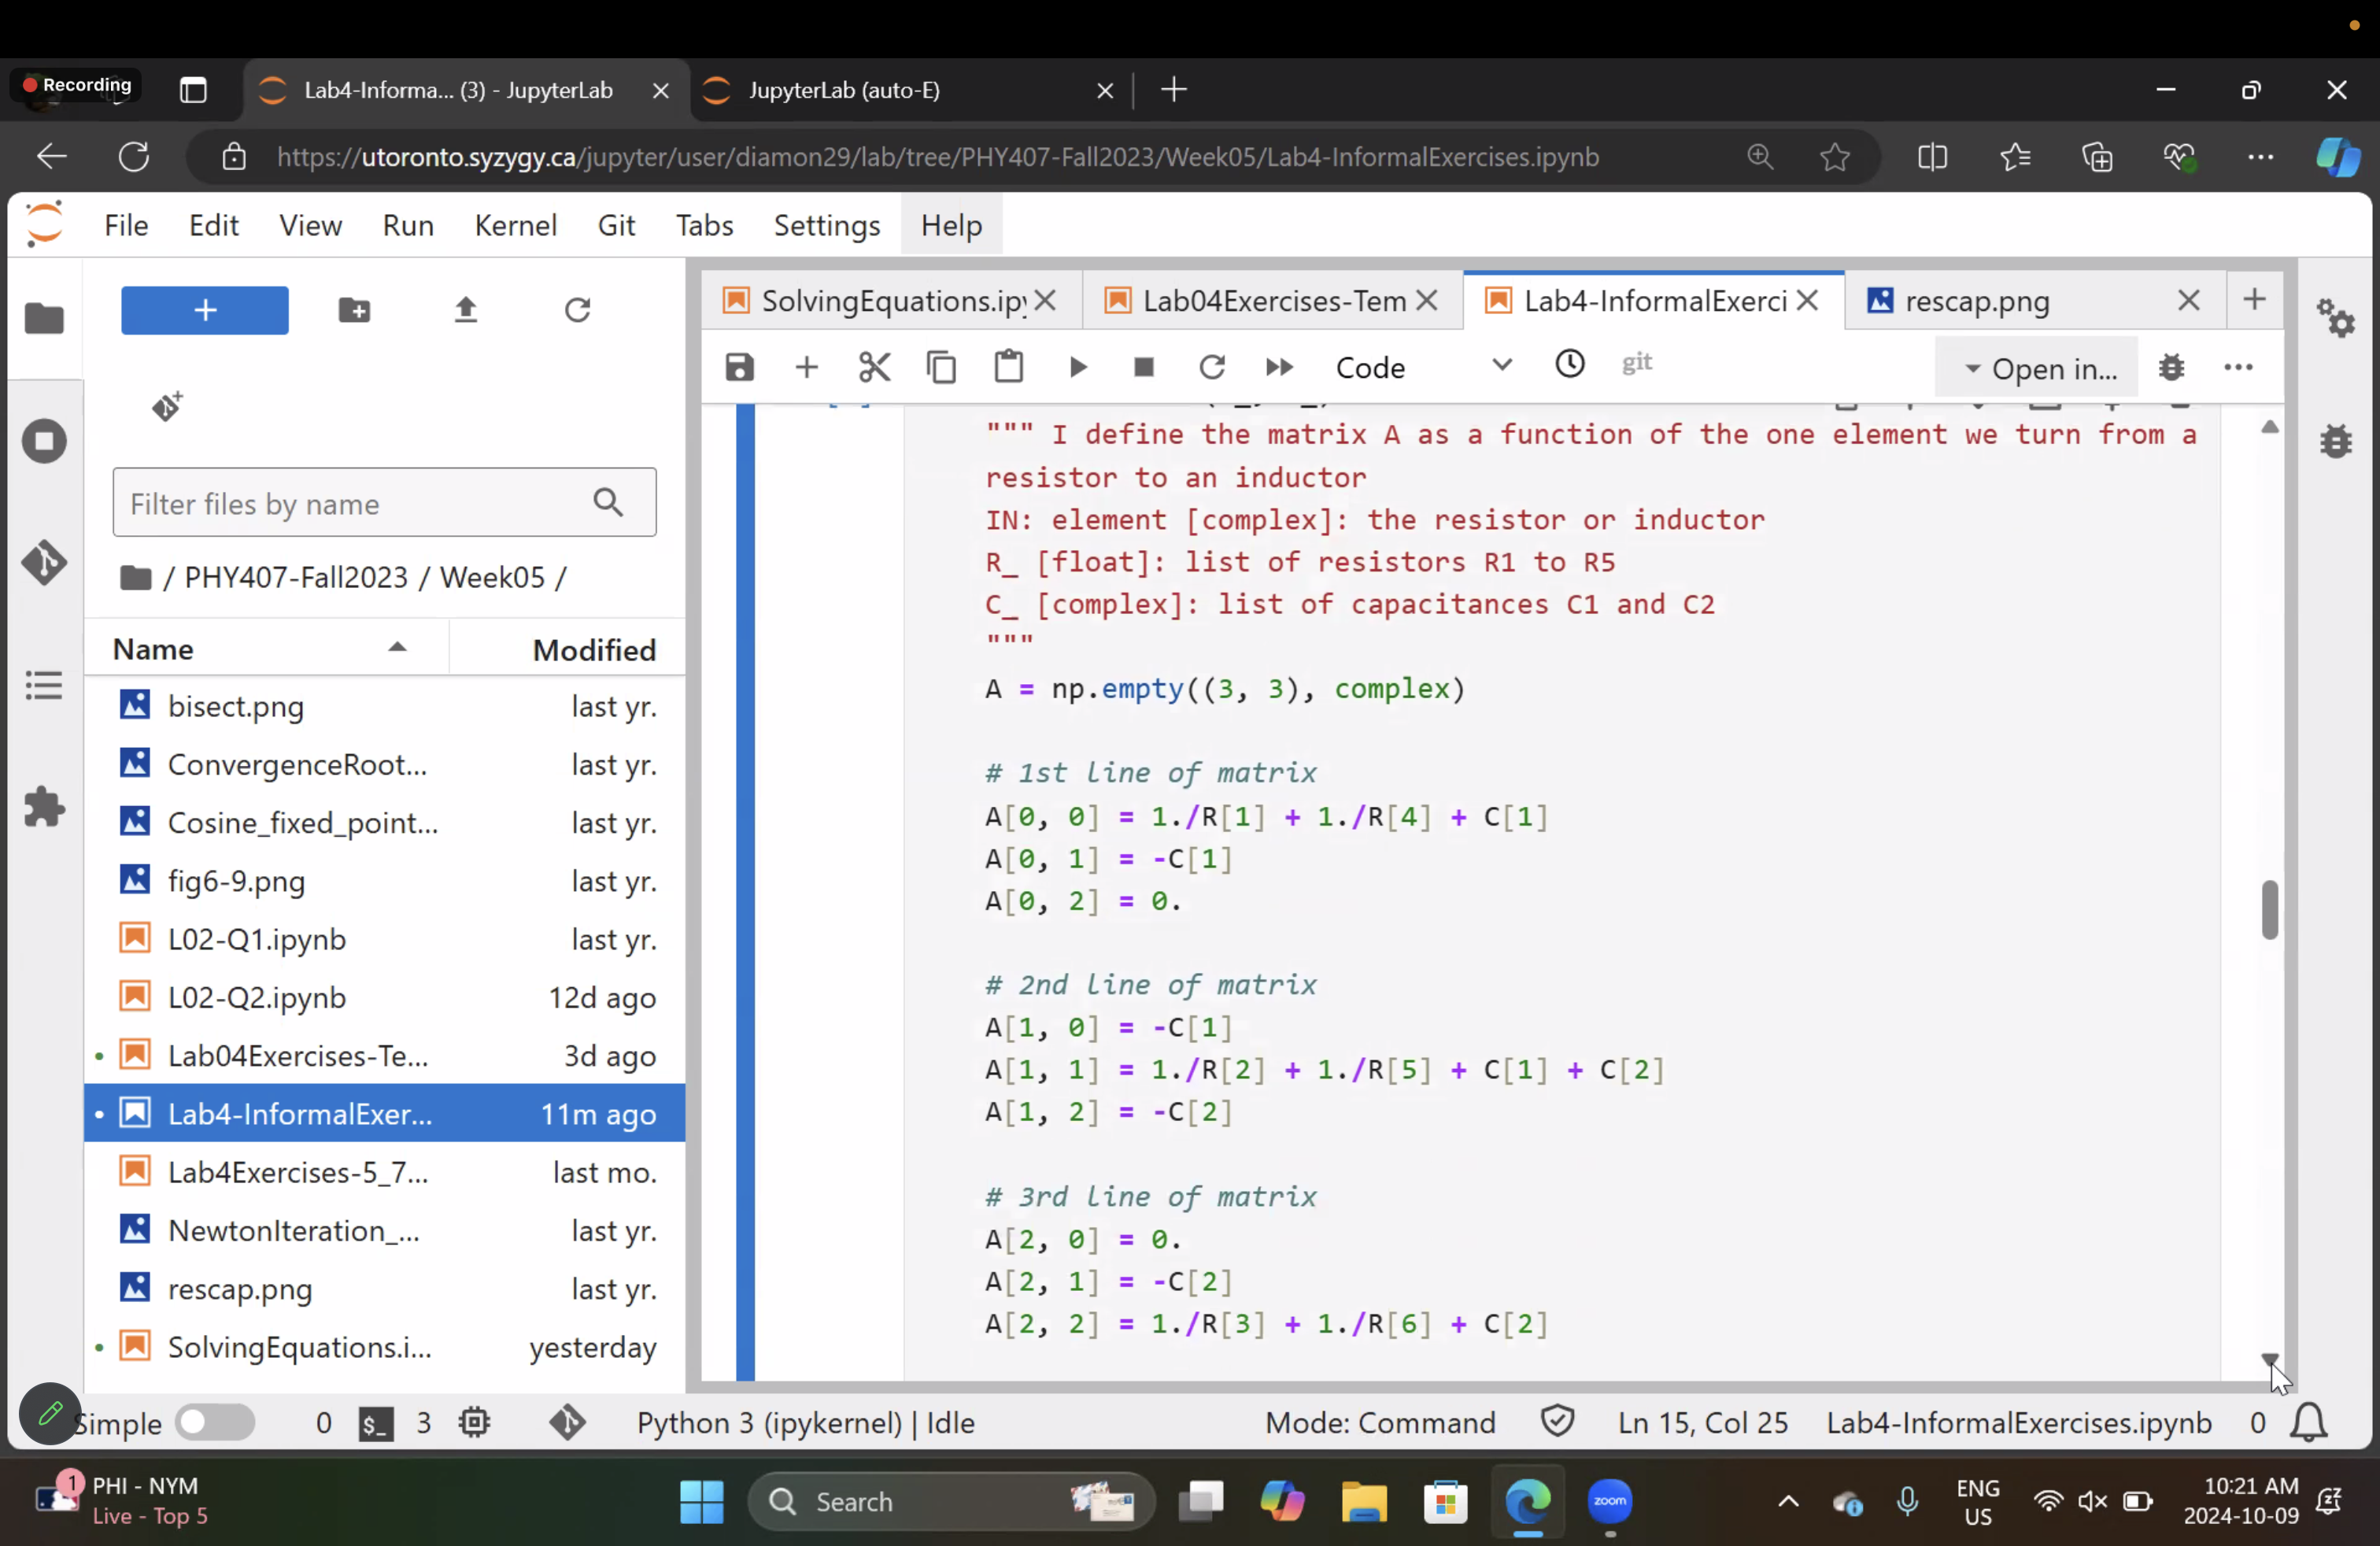 Recording
Lab4-Informa... (3) - JupyterLab
JupyterLab (auto-E)
https://utoronto.syzygy.ca/jupyter/user/diamon29/lab/tree/PHY407-Fall2023/Week05/Lab4-InformalExercises.ipynb
File Edit View Run Kernel Git Tabs Settings Help
+
SolvingEquations.ipy
Lab04Exercises-Tem
Lab4-InformalExerci
rescap.png
Code
git
Open in...
Filter files by name
/ PHY407-Fall2023 / Week05 /
Name Modified
bisect.png last yr.
ConvergenceRoot... last yr.
Cosine_fixed_point... last yr.
fig6-9.png last yr.
L02-Q1.ipynb last yr.
L02-Q2.ipynb 12d ago
Lab04Exercises-Te... 3d ago
Lab4-InformalExer... 11m ago
Lab4Exercises-5_7... last mo.
NewtonIteration_... last yr.
rescap.png last yr.
SolvingEquations.i... yesterday
""" I define the matrix A as a function of the one element we turn from a
resistor to an inductor
IN: element [complex]: the resistor or inductor
R_ [float]: list of resistors R1 to R5
C_ [complex]: list of capacitances C1 and C2
"""
A = np.empty((3, 3), complex)
# 1st line of matrix
A[0, 0] = 1./R[1] + 1./R[4] + C[1]
A[0, 1] = -C[1]
A[0, 2] = 0.
# 2nd line of matrix
A[1, 0] = -C[1]
A[1, 1] = 1./R[2] + 1./R[5] + C[1] + C[2]
A[1, 2] = -C[2]
# 3rd line of matrix
A[2, 0] = 0.
A[2, 1] = -C[2]
A[2, 2] = 1./R[3] + 1./R[6] + C[2]
Simple 0 $_ 3 Python 3 (ipykernel) | Idle Mode: Command Ln 15, Col 25 Lab4-InformalExercises.ipynb 0
1
PHI - NYM
Live - Top 5
Search
zoom
ENG
US
10:21 AM
2024-10-09